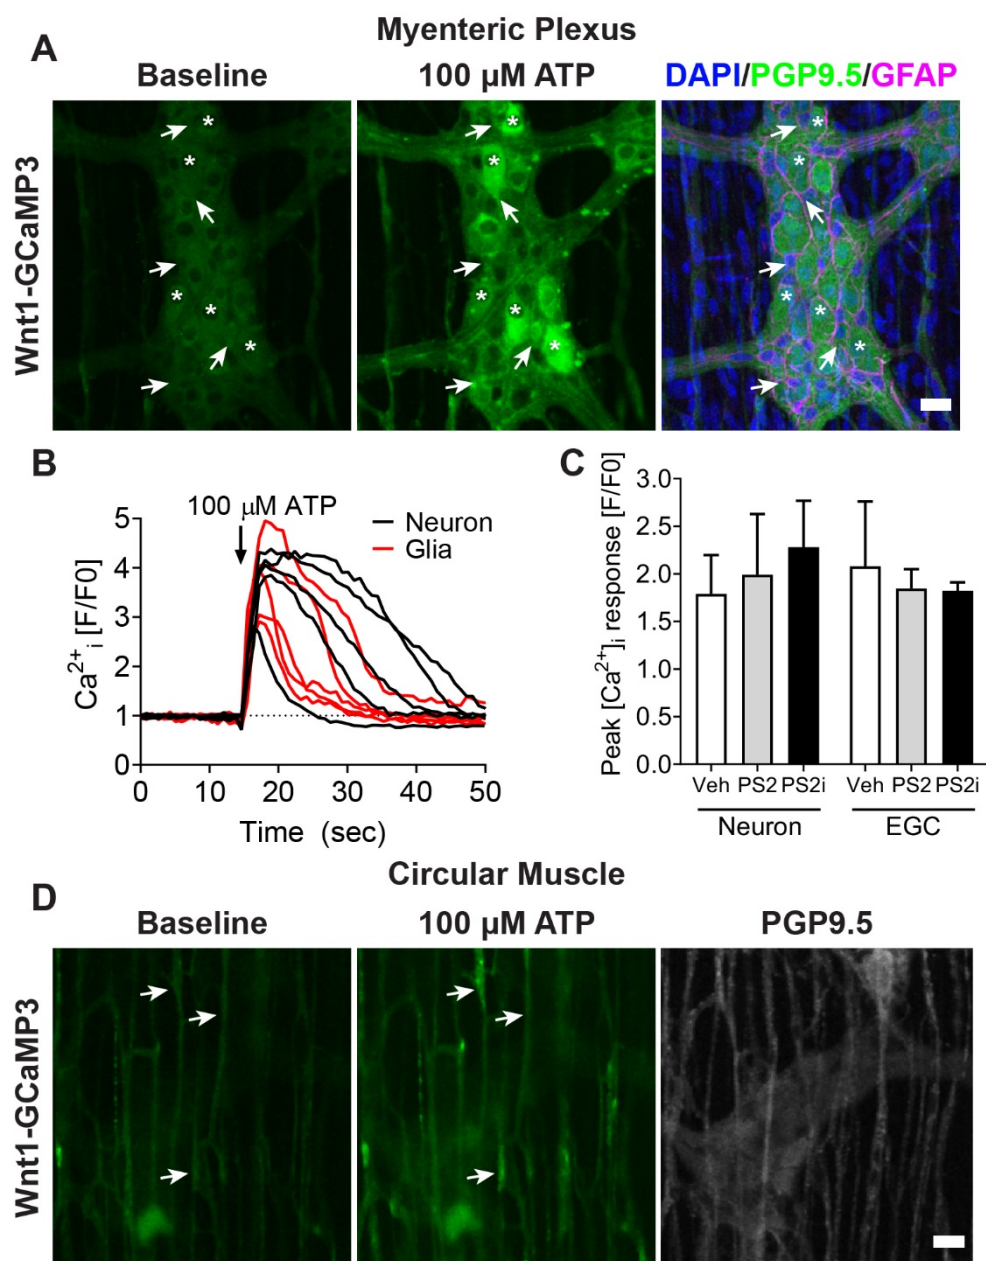 Myenteric Plexus
A
Baseline
100 µM ATP
DAPI/PGP9.5/GFAP
Wnt1-GCaMP3
* * * * *
* * * * *
* * * * *
B
100 µM ATP
Neuron
Glia
Ca²⁺ᵢ [F/F0]
5
4
3
2
1
0
0 10 20 30 40 50
Time (sec)
C
Peak [Ca²⁺]ᵢ response [F/F0]
3.0
2.5
2.0
1.5
1.0
0.5
0.0
Veh PS2 PS2i Veh PS2 PS2i
Neuron EGC
Circular Muscle
D
Baseline
100 µM ATP
PGP9.5
Wnt1-GCaMP3